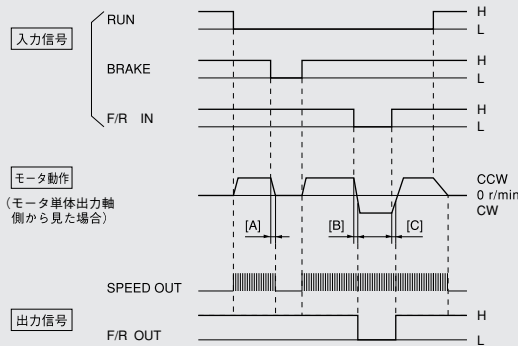 RUN
H
L
入力信号
BRAKE
H
L
F/R IN
H
L
モータ動作
(モータ単体出力軸
側から見た場合)
CCW
0 r/min
CW
[A]
[B]
[C]
SPEED OUT
出力信号
H
F/R OUT
L